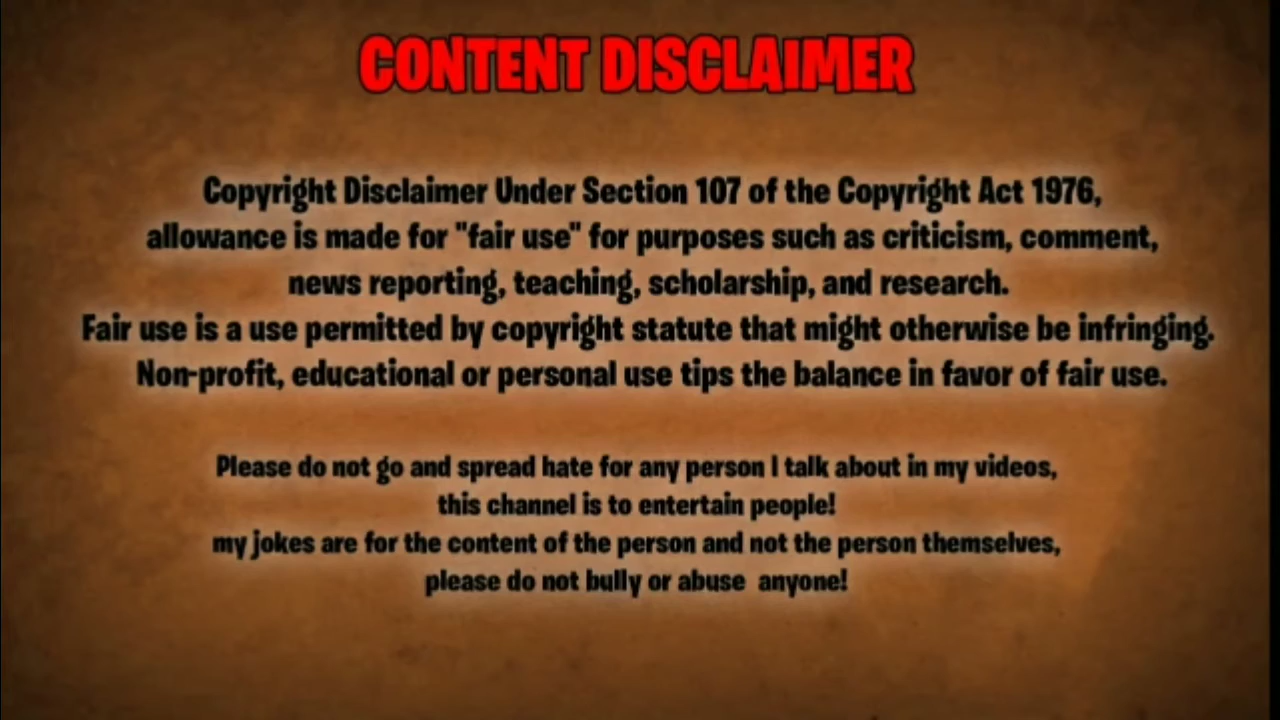 CONTENT DISCLAIMER
Copyright Disclaimer Under Section 107 of the Copyright Act 1976,
allowance is made for "fair use" for purposes such as criticism, comment,
news reporting, teaching, scholarship, and research.
Fair use is a use permitted by copyright statute that might otherwise be infringing.
Non-profit, educational or personal use tips the balance in favor of fair use.
Please do not go and spread hate for any person I talk about in my videos,
this channel is to entertain people!
my jokes are for the content of the person and not the person themselves,
please do not bully or abuse  anyone!